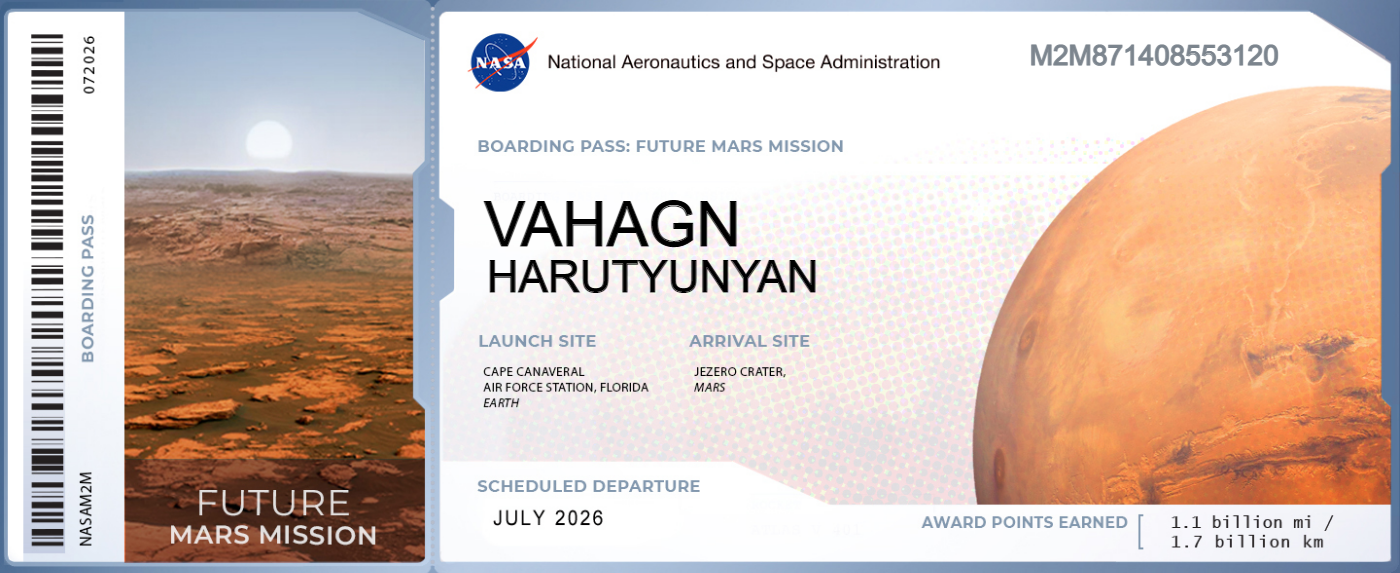 072026
BOARDING PASS
NASAM2M
FUTURE
MARS MISSION
NASA
National Aeronautics and Space Administration
M2M871408553120
BOARDING PASS: FUTURE MARS MISSION
VAHAGN
HARUTYUNYAN
LAUNCH SITE
CAPE CANAVERAL
AIR FORCE STATION, FLORIDA
EARTH
ARRIVAL SITE
JEZERO CRATER,
MARS
SCHEDULED DEPARTURE
JULY 2026
AWARD POINTS EARNED
1.1 billion mi /
1.7 billion km